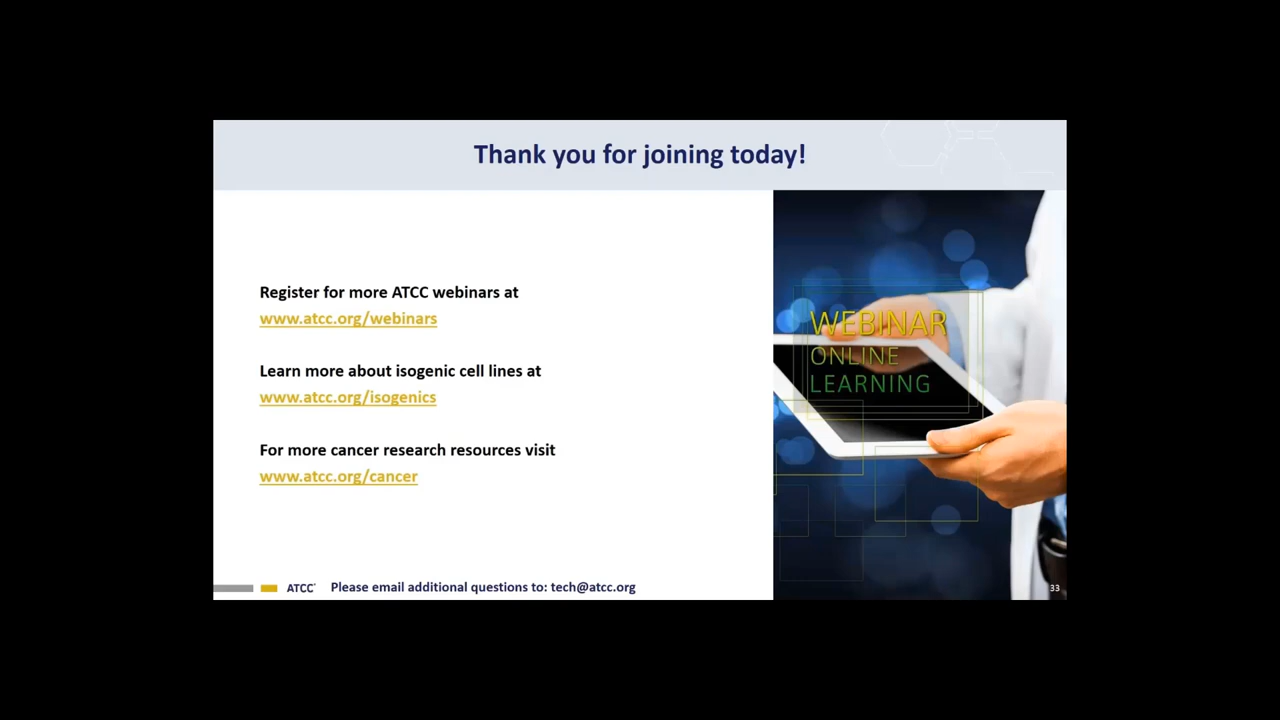 Thank you for joining today!
Register for more ATCC webinars at
www.atcc.org/webinars
Learn more about isogenic cell lines at
www.atcc.org/isogenics
For more cancer research resources visit
www.atcc.org/cancer
WEBINAR
ONLINE
LEARNING
ATCC® Please email additional questions to: tech@atcc.org
33